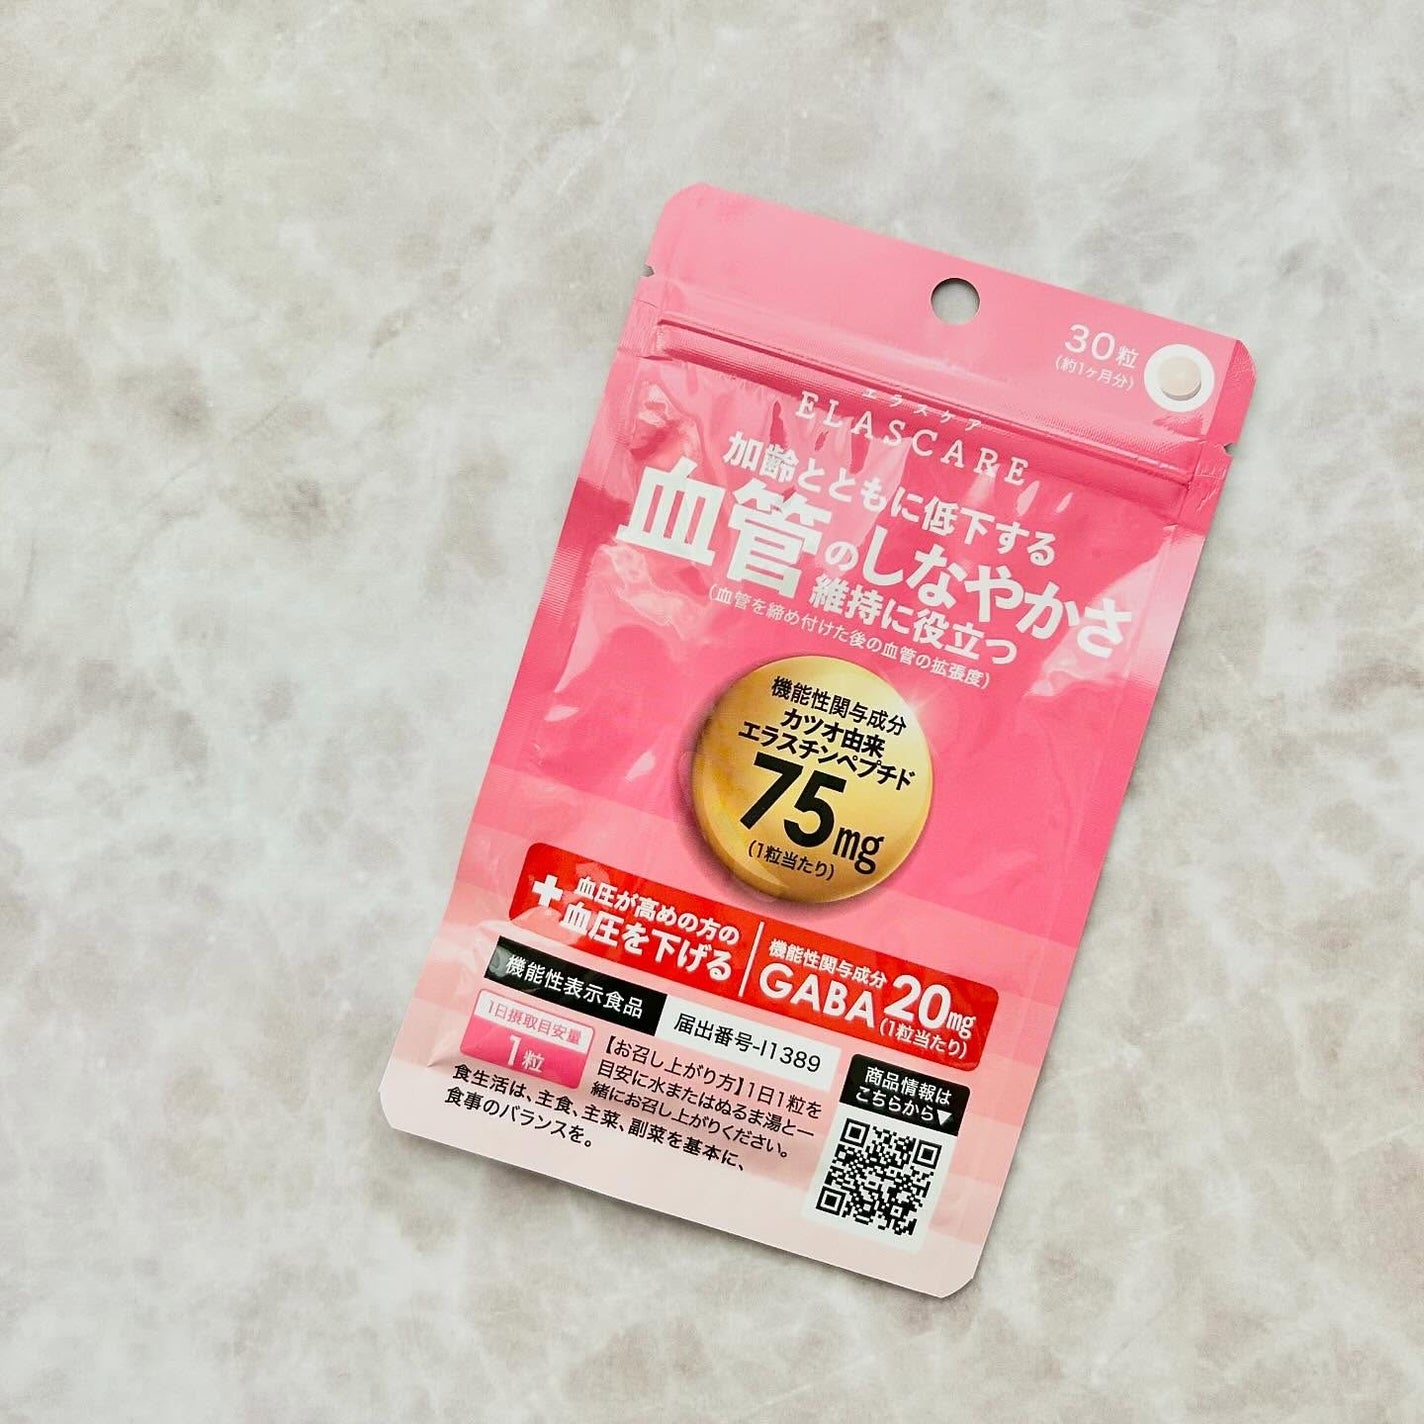 30粒
(約1ヶ月分)
エラスケア
ELASCARE
加齢とともに低下する
血管のしなやかさ
維持に役立つ
(血管を締め付けた後の血管の拡張度)
機能性関与成分
カツオ由来
エラスチンペプチド
75mg
(1粒当たり)
+血圧が高めの方の
血圧を下げる
機能性関与成分
GABA20mg
(1粒当たり)
機能性表示食品
届出番号-I1389
1日摂取目安量
1粒
【お召し上がり方】1日1粒を
目安に水またはぬるま湯と一
緒にお召し上がりください。
食生活は、主食、主菜、副菜を基本に、
食事のバランスを。
商品情報は
こちらから▼